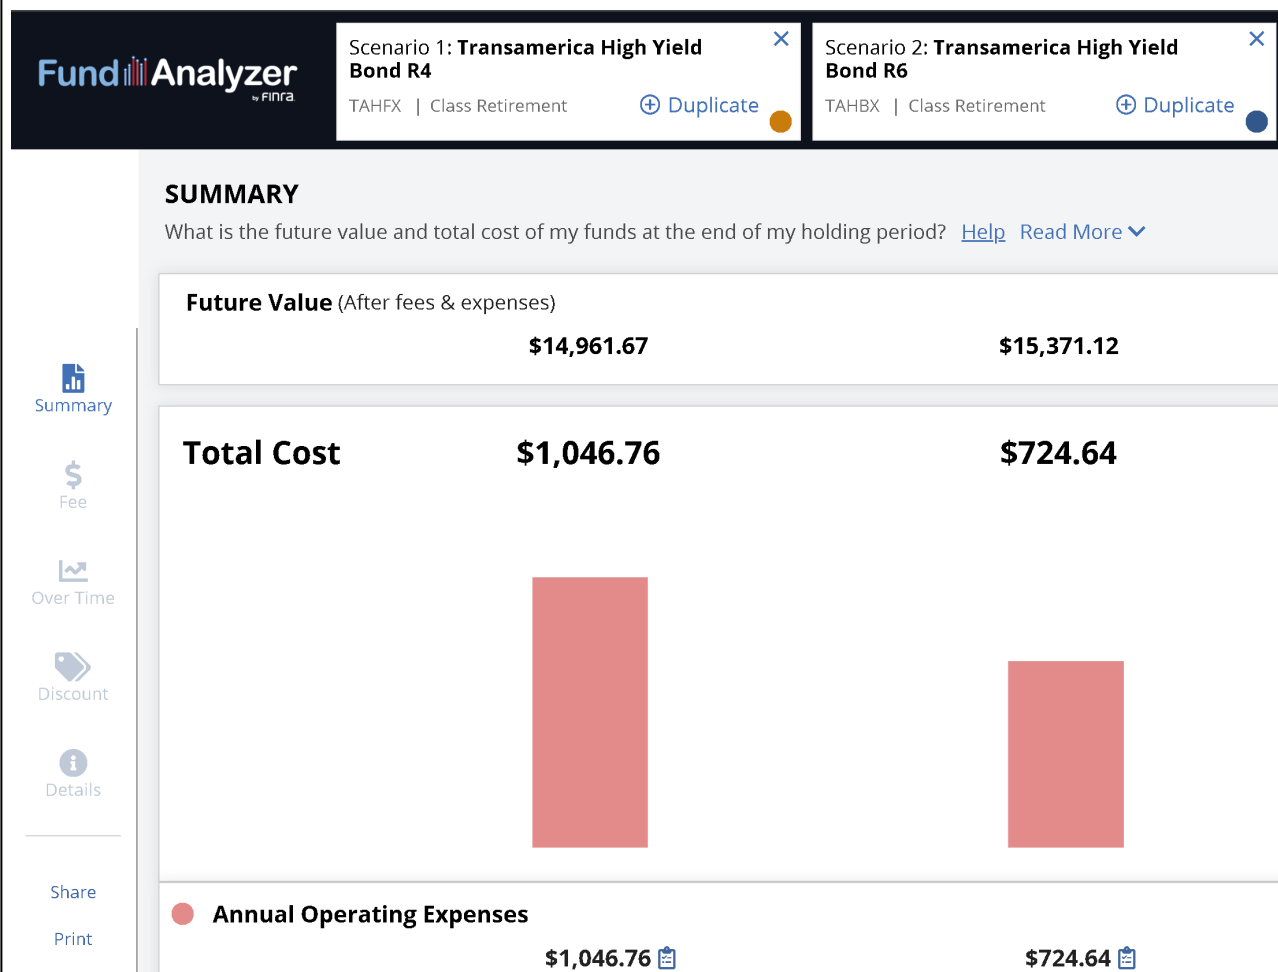 Fund Analyzer
by FINRA
Scenario 1: Transamerica High Yield
Bond R4
TAHFX | Class Retirement
Duplicate
Scenario 2: Transamerica High Yield
Bond R6
TAHBX | Class Retirement
Duplicate
SUMMARY
What is the future value and total cost of my funds at the end of my holding period? Help Read More
Future Value (After fees & expenses)
$14,961.67 $15,371.12
Summary
Fee
Over Time
Discount
Details
Share
Print
Total Cost $1,046.76 $724.64
Annual Operating Expenses
$1,046.76 $724.64